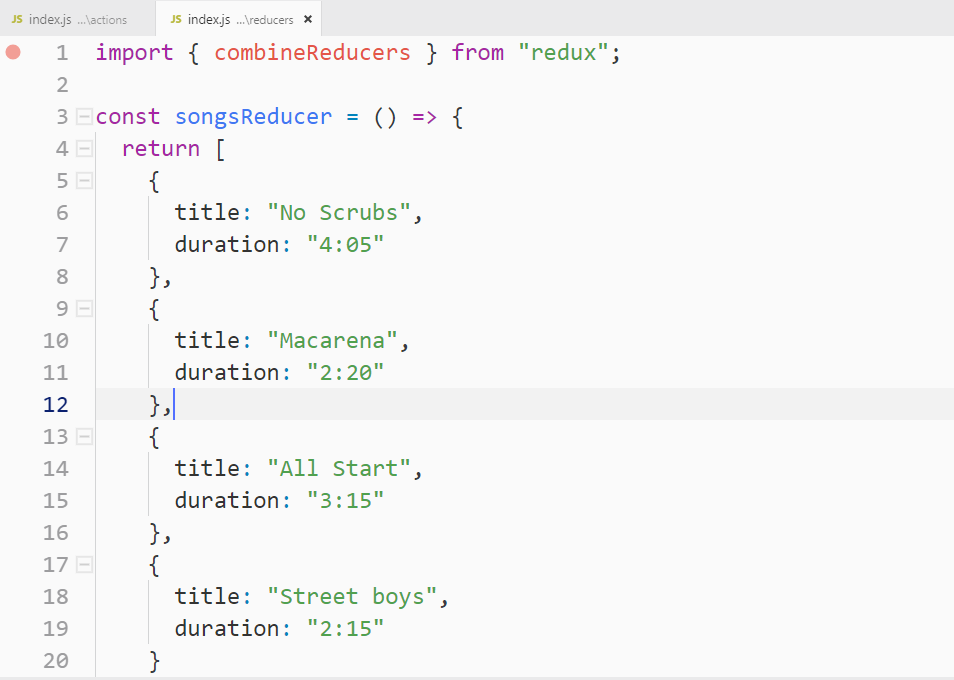 JS index.js ...\actions JS index.js ...\reducers ×
1 import { combineReducers } from "redux";
2
3 const songsReducer = () => {
4 return [
5 {
6 title: "No Scrubs",
7 duration: "4:05"
8 },
9 {
10 title: "Macarena",
11 duration: "2:20"
12 },
13 {
14 title: "All Start",
15 duration: "3:15"
16 },
17 {
18 title: "Street boys",
19 duration: "2:15"
20 }